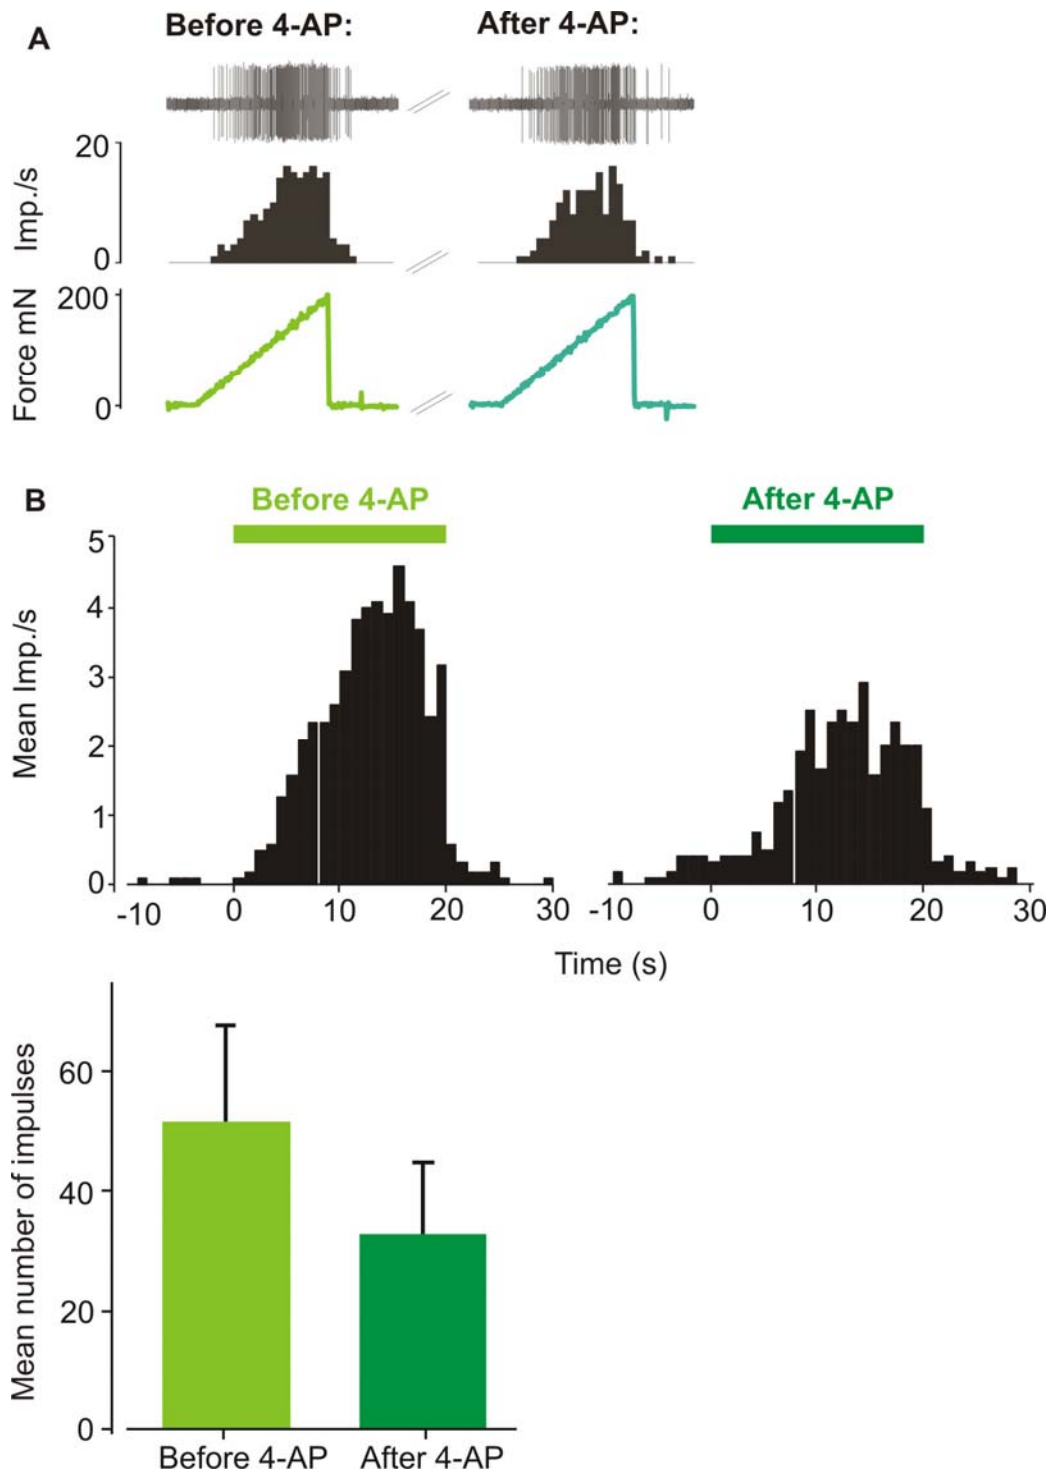 A
Before 4-AP:
After 4-AP:
20
0
Imp./s
200
0
Force mN
B
Before 4-AP
After 4-AP
5
4
3
2
1
0
Mean Imp./s
-10 0 10 20 30
-10 0 10 20 30
Time (s)
60
40
20
0
Mean number of impulses
Before 4-AP
After 4-AP